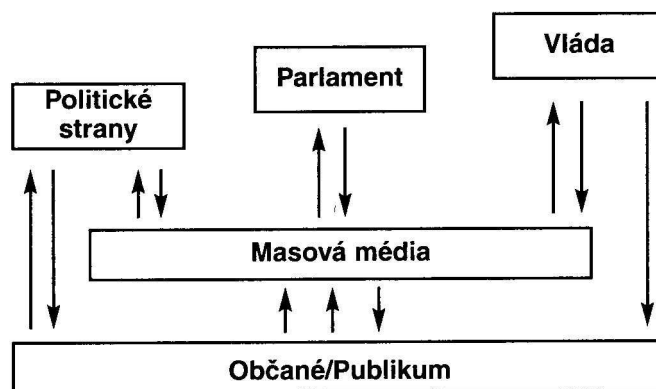 Vláda
Parlament
Politické
strany
Masová média
Občané/Publikum